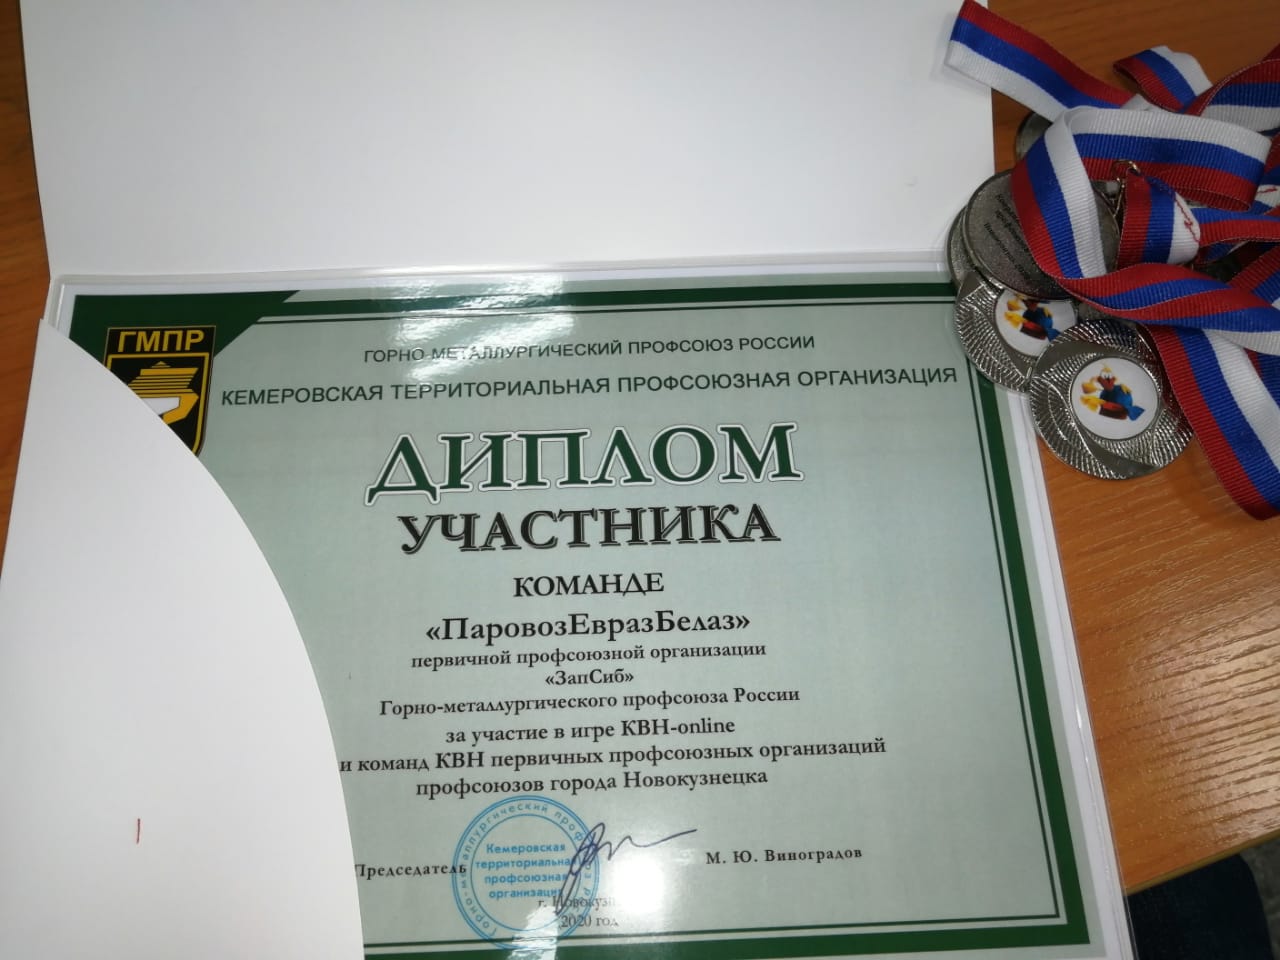 ГМПР
ГОРНО-МЕТАЛЛУРГИЧЕСКИЙ ПРОФСОЮЗ РОССИИ
КЕМЕРОВСКАЯ ТЕРРИТОРИАЛЬНАЯ ПРОФСОЮЗНАЯ ОРГАНИЗАЦИЯ
ДИПЛОМ
УЧАСТНИКА
КОМАНДЕ
«ПаровозЕвразБелаз»
первичной профсоюзной организации
«ЗапСиб»
Горно-металлургического профсоюза России
за участие в игре КВН-online
и команд КВН первичных профсоюзных организаций
профсоюзов города Новокузнецка
Председатель
М. Ю. Виноградов
Кемеровская
территориальная
профсоюзная
организация
Горно-металлургический
г.
2020 год